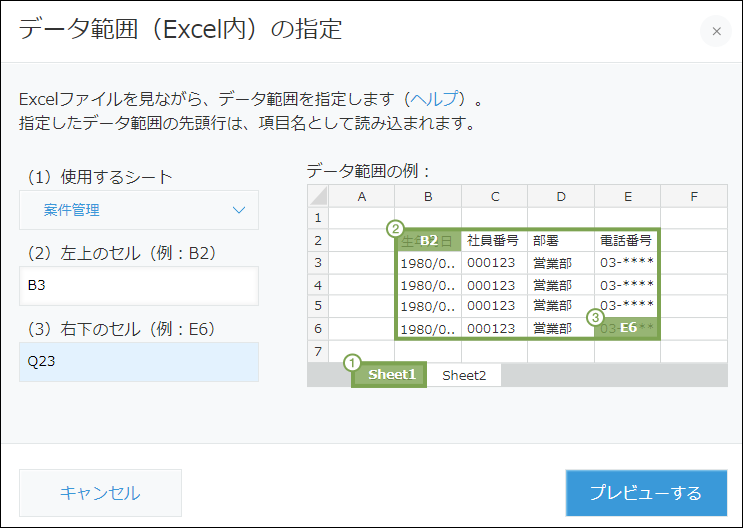 データ範囲（Excel内）の指定
×
Excelファイルを見ながら、データ範囲を指定します（ヘルプ）。
指定したデータ範囲の先頭行は、項目名として読み込まれます。
（1）使用するシート
案件管理
（2）左上のセル（例：B2）
B3
（3）右下のセル（例：E6）
Q23
データ範囲の例：
A B C D E F
1
2 ② B2 社員番号 部署 電話番号
3 1980/0.. 000123 営業部 03-****
4 1980/0.. 000123 営業部 03-****
5 1980/0.. 000123 営業部 03-****
6 1980/0.. 000123 営業部 ③ E6
7
① Sheet1 Sheet2
キャンセル
プレビューする